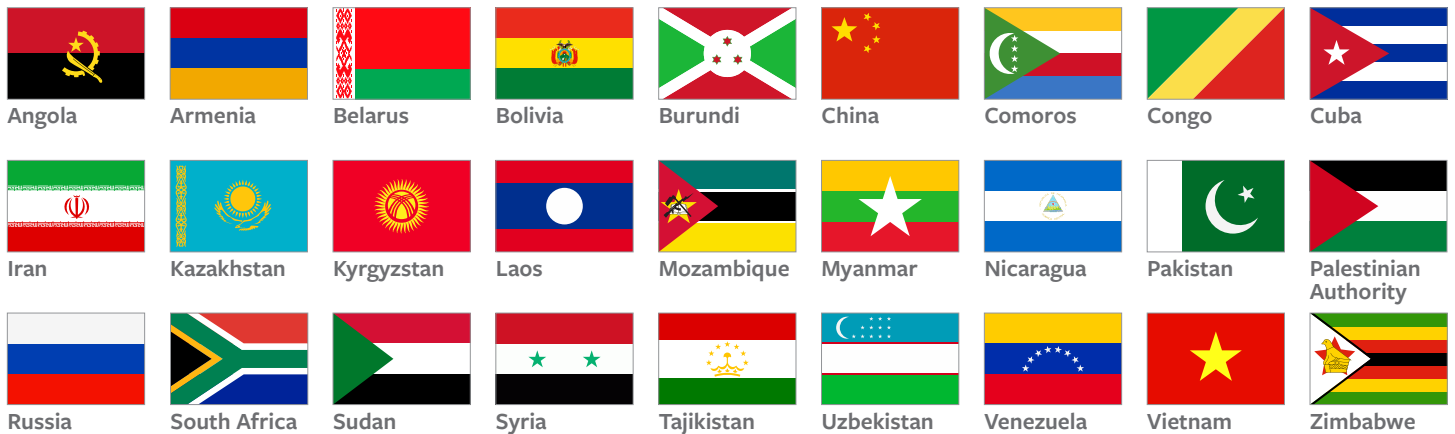 Angola
Armenia
Belarus
Bolivia
Burundi
China
Comoros
Congo
Cuba
Iran
Kazakhstan
Kyrgyzstan
Laos
Mozambique
Myanmar
Nicaragua
Pakistan
Palestinian
Authority
Russia
South Africa
Sudan
Syria
Tajikistan
Uzbekistan
Venezuela
Vietnam
Zimbabwe